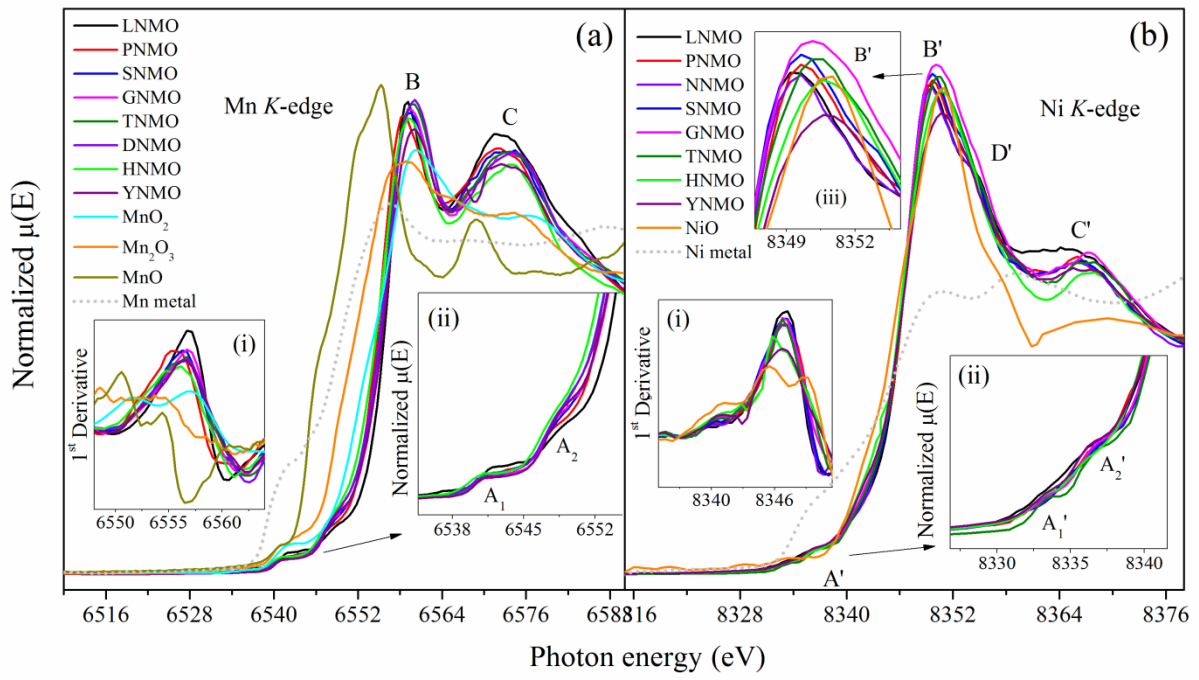 Normalized μ(E)
Photon energy (eV)
(a)
Mn K-edge
LNMO
PNMO
SNMO
GNMO
TNMO
DNMO
HNMO
YNMO
MnO₂
Mn₂O₃
MnO
Mn metal
B
C
(i)
1st Derivative
6550 6555 6560
(ii)
Normalized μ(E)
A₁
A₂
6538 6545 6552
6516 6528 6540 6552 6564 6576 6588
(b)
Ni K-edge
LNMO
PNMO
NNMO
SNMO
GNMO
TNMO
HNMO
YNMO
NiO
Ni metal
B'
(iii)
8349 8352
B'
D'
C'
A'
(i)
1st Derivative
8340 8346
(ii)
Normalized μ(E)
A₁'
A₂'
8330 8335 8340
8316 8328 8340 8352 8364 8376